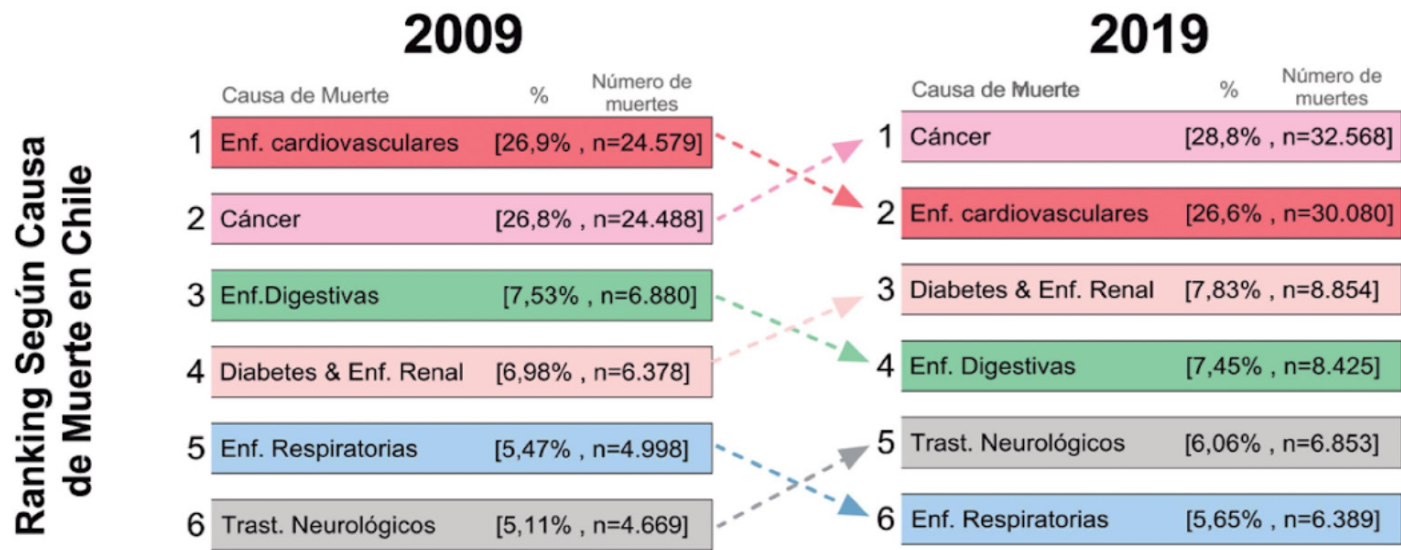 Ranking Según Causa
de Muerte en Chile
2009
Causa de Muerte % Número de
muertes
1 Enf. cardiovasculares [26,9% , n=24.579]
2 Cáncer [26,8% , n=24.488]
3 Enf.Digestivas [7,53% , n=6.880]
4 Diabetes & Enf. Renal [6,98% , n=6.378]
5 Enf. Respiratorias [5,47% , n=4.998]
6 Trast. Neurológicos [5,11% , n=4.669]
2019
Causa de Muerte % Número de
muertes
1 Cáncer [28,8% , n=32.568]
2 Enf. cardiovasculares [26,6% , n=30.080]
3 Diabetes & Enf. Renal [7,83% , n=8.854]
4 Enf. Digestivas [7,45% , n=8.425]
5 Trast. Neurológicos [6,06% , n=6.853]
6 Enf. Respiratorias [5,65% , n=6.389]